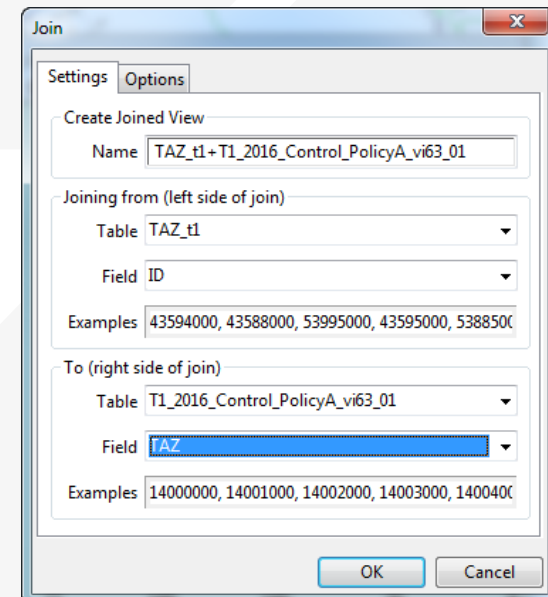 Join
Settings Options
Create Joined View
Name TAZ_t1+T1_2016_Control_PolicyA_vi63_01
Joining from (left side of join)
Table TAZ_t1
Field ID
Examples 43594000, 43588000, 53995000, 43595000, 5388500
To (right side of join)
Table T1_2016_Control_PolicyA_vi63_01
Field TAZ
Examples 14000000, 14001000, 14002000, 14003000, 1400400
OK Cancel